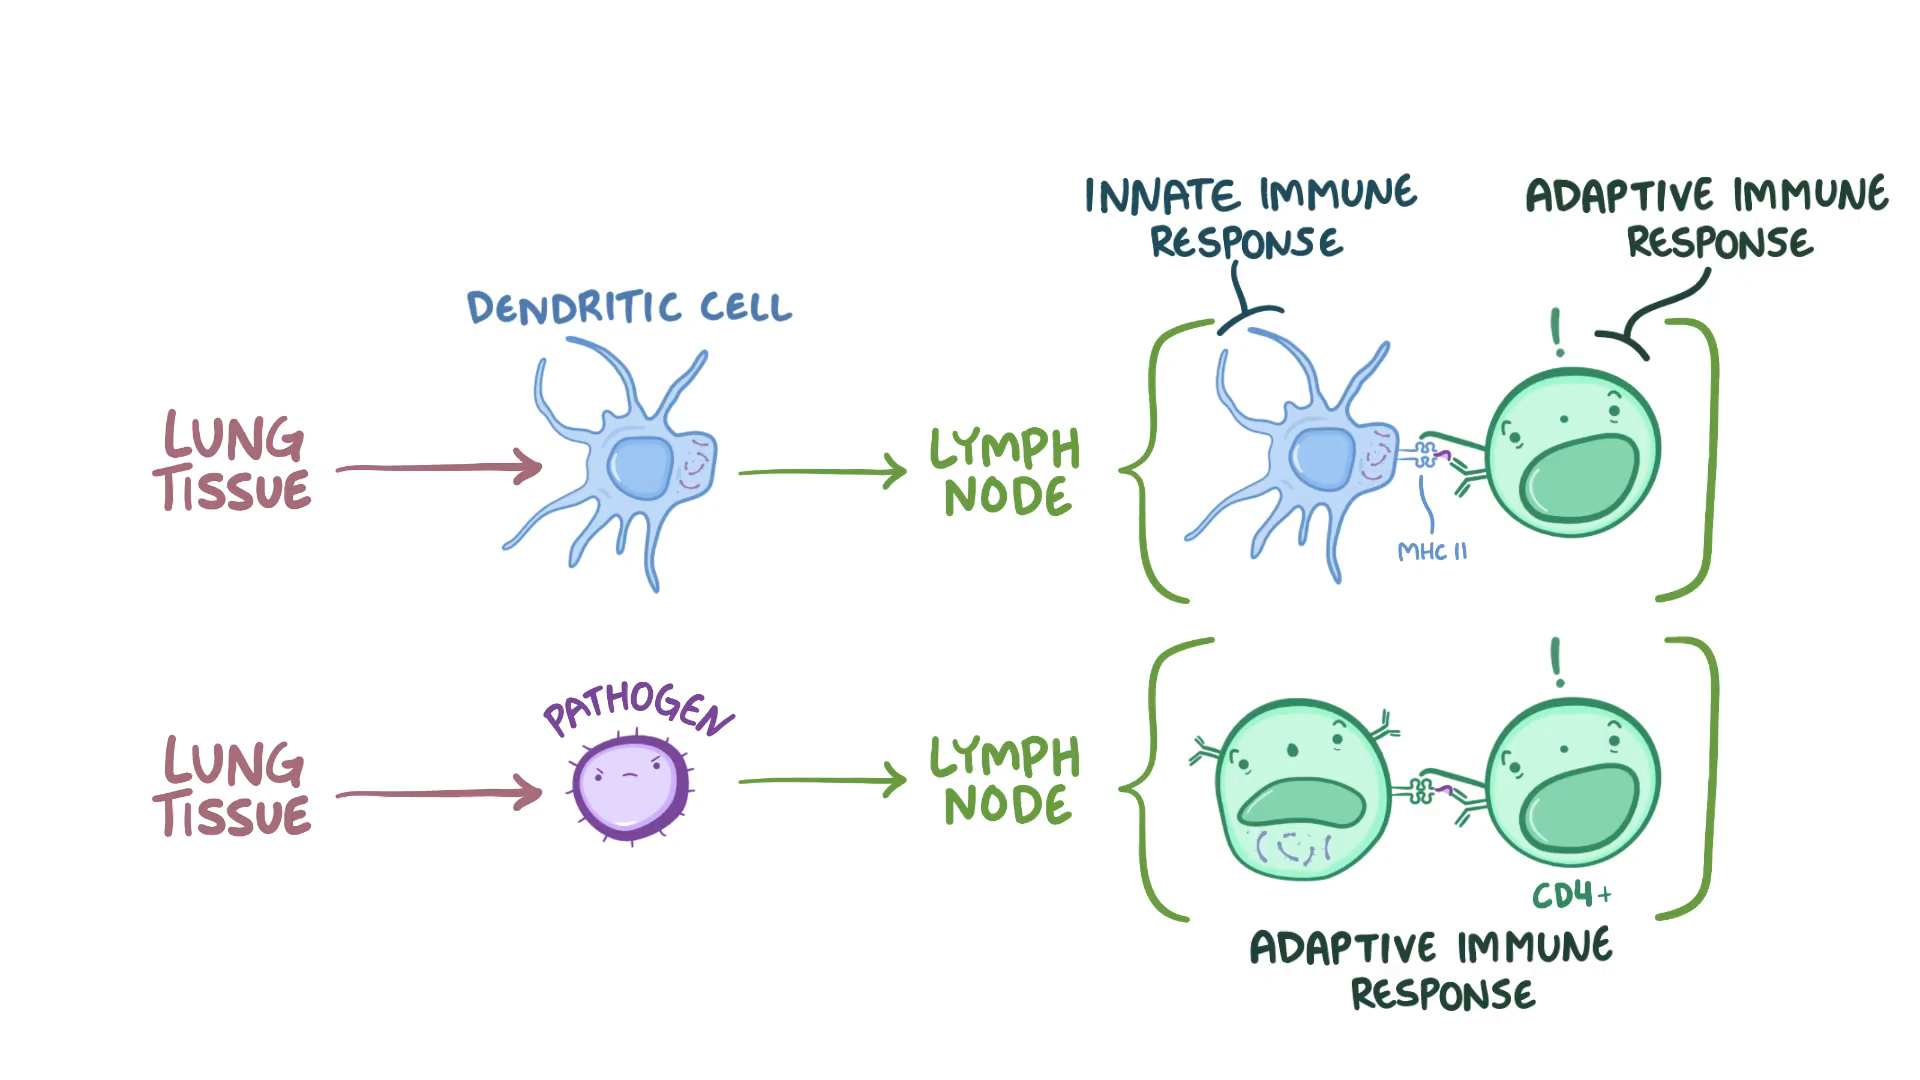 INNATE IMMUNE
RESPONSE
ADAPTIVE IMMUNE
RESPONSE
DENDRITIC CELL
!
LUNG
TISSUE
LYMPH
NODE
MHC II
PATHOGEN
!
LUNG
TISSUE
LYMPH
NODE
CD4+
ADAPTIVE IMMUNE
RESPONSE